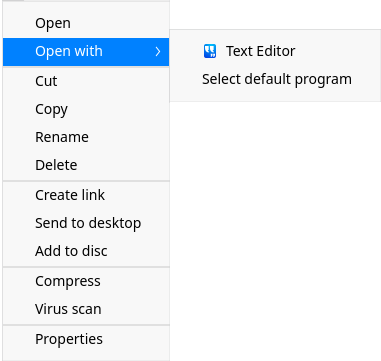 Open
Open with
Text Editor
Select default program
Cut
Copy
Rename
Delete
Create link
Send to desktop
Add to disc
Compress
Virus scan
Properties